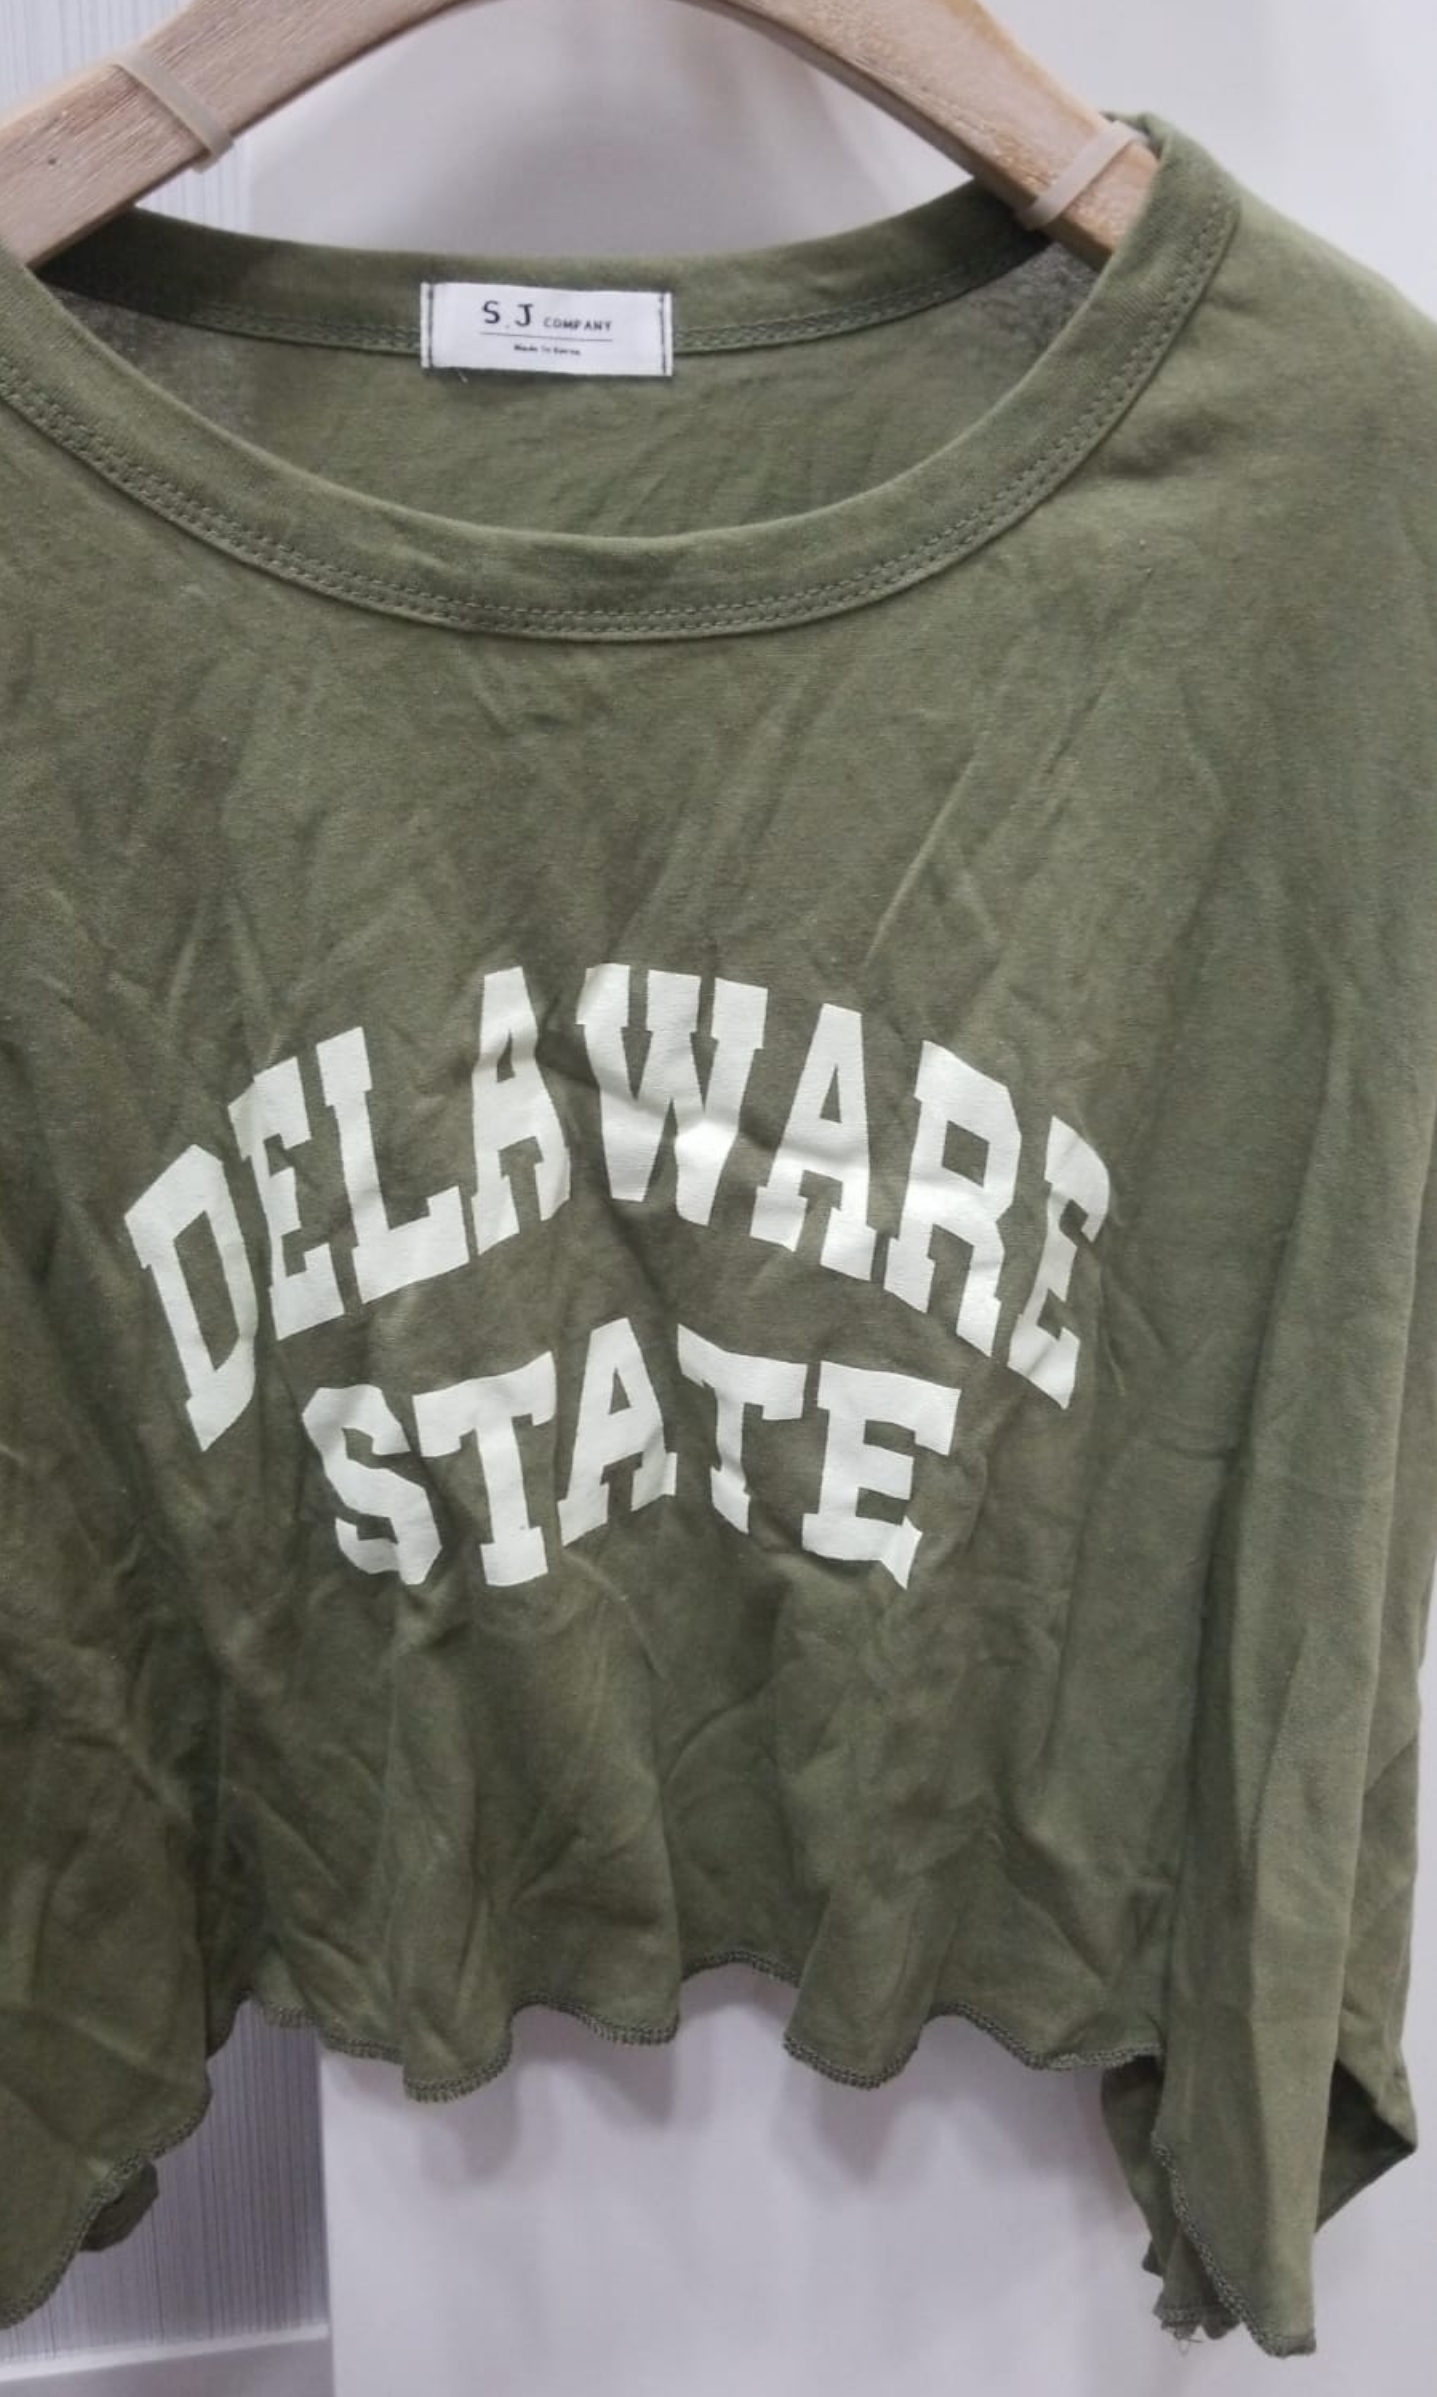 S.J COMPANY
Made In Korea
DELAWARE
STATE